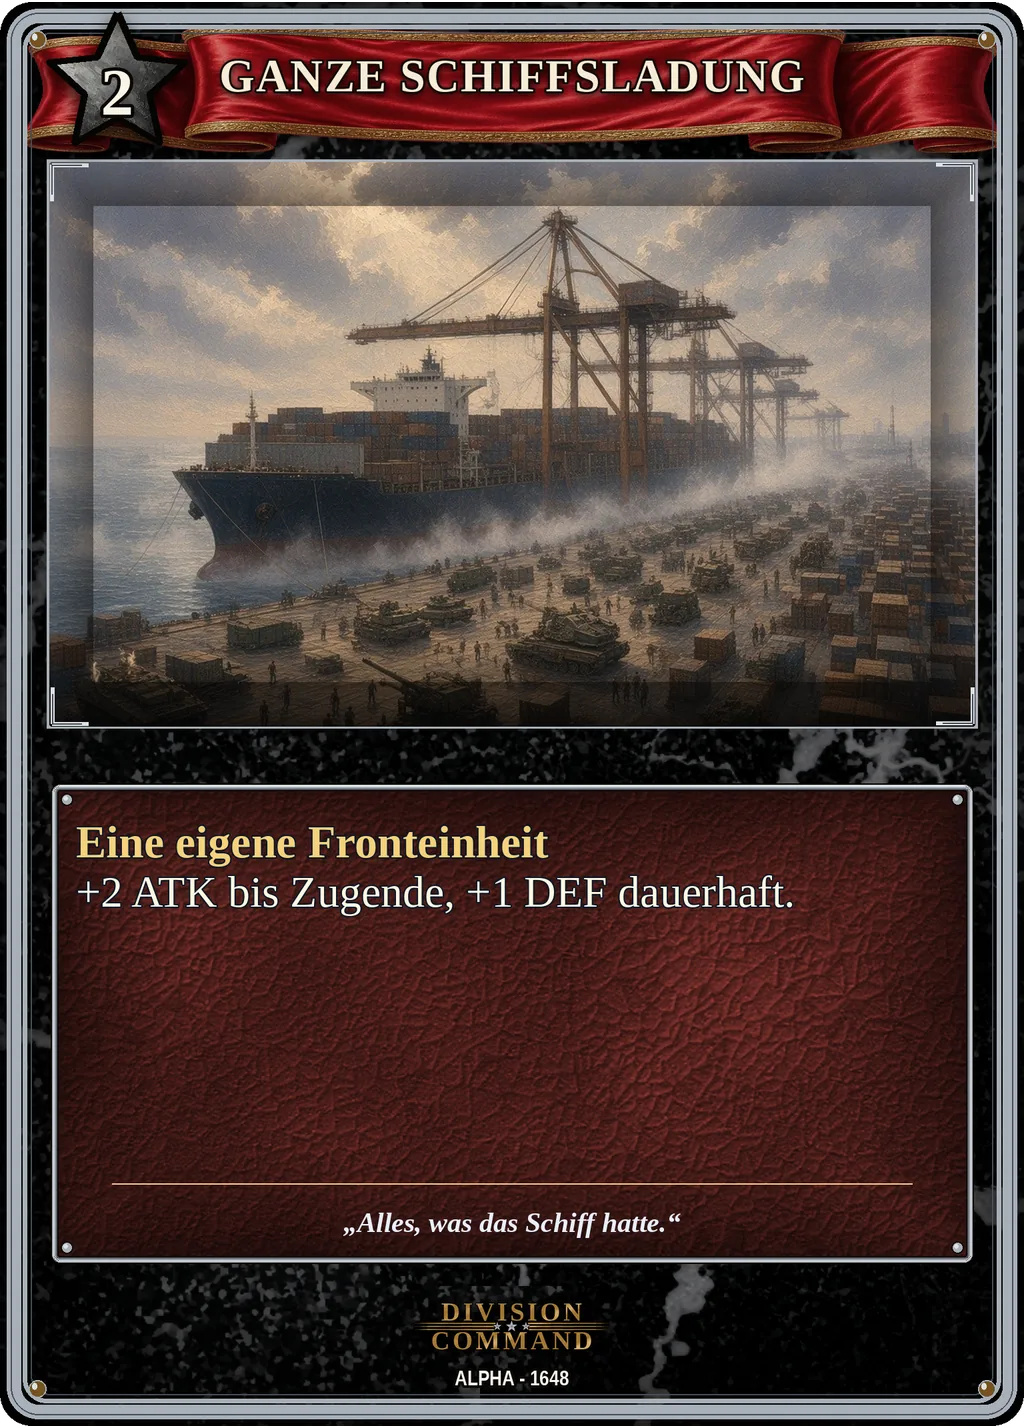 2
GANZE SCHIFFSLADUNG
Eine eigene Fronteinheit
+2 ATK bis Zugende, +1 DEF dauerhaft.
„Alles, was das Schiff hatte.“
DIVISION
COMMAND
ALPHA - 1648